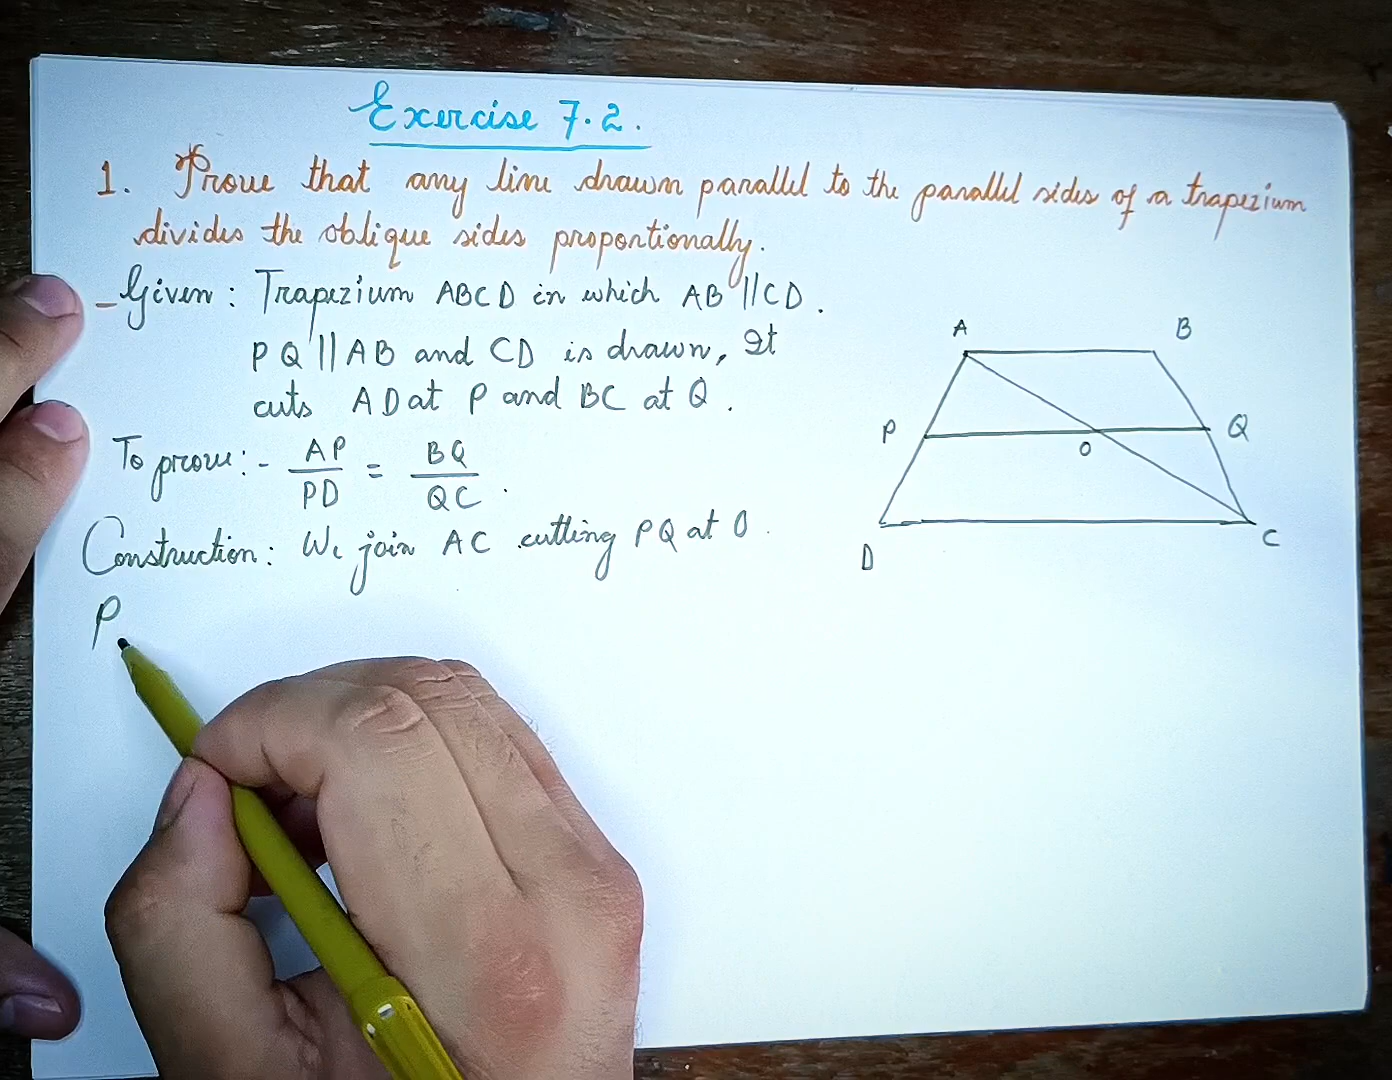 Exercise 7.2.
1. Prove that any line drawn parallel to the parallel sides of a trapezium
divides the oblique sides proportionally.
- Given : Trapezium ABCD in which AB || CD .
PQ || AB and CD is drawn, It
cuts AD at P and BC at Q .
To prove :- AP/PD = BQ/QC .
Construction : We join AC cutting PQ at O .
P
A B
P Q
O
D C